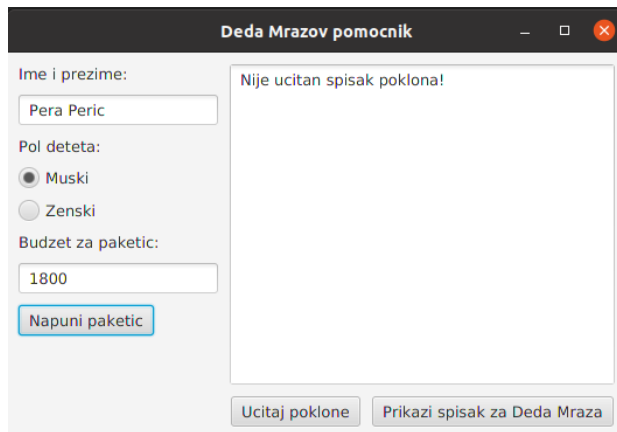 Deda Mrazov pomocnik
Ime i prezime:
Pera Peric
Pol deteta:
Muski
Zenski
Budzet za paketic:
1800
Napuni paketic
Nije ucitan spisak poklona!
Ucitaj poklone
Prikazi spisak za Deda Mraza